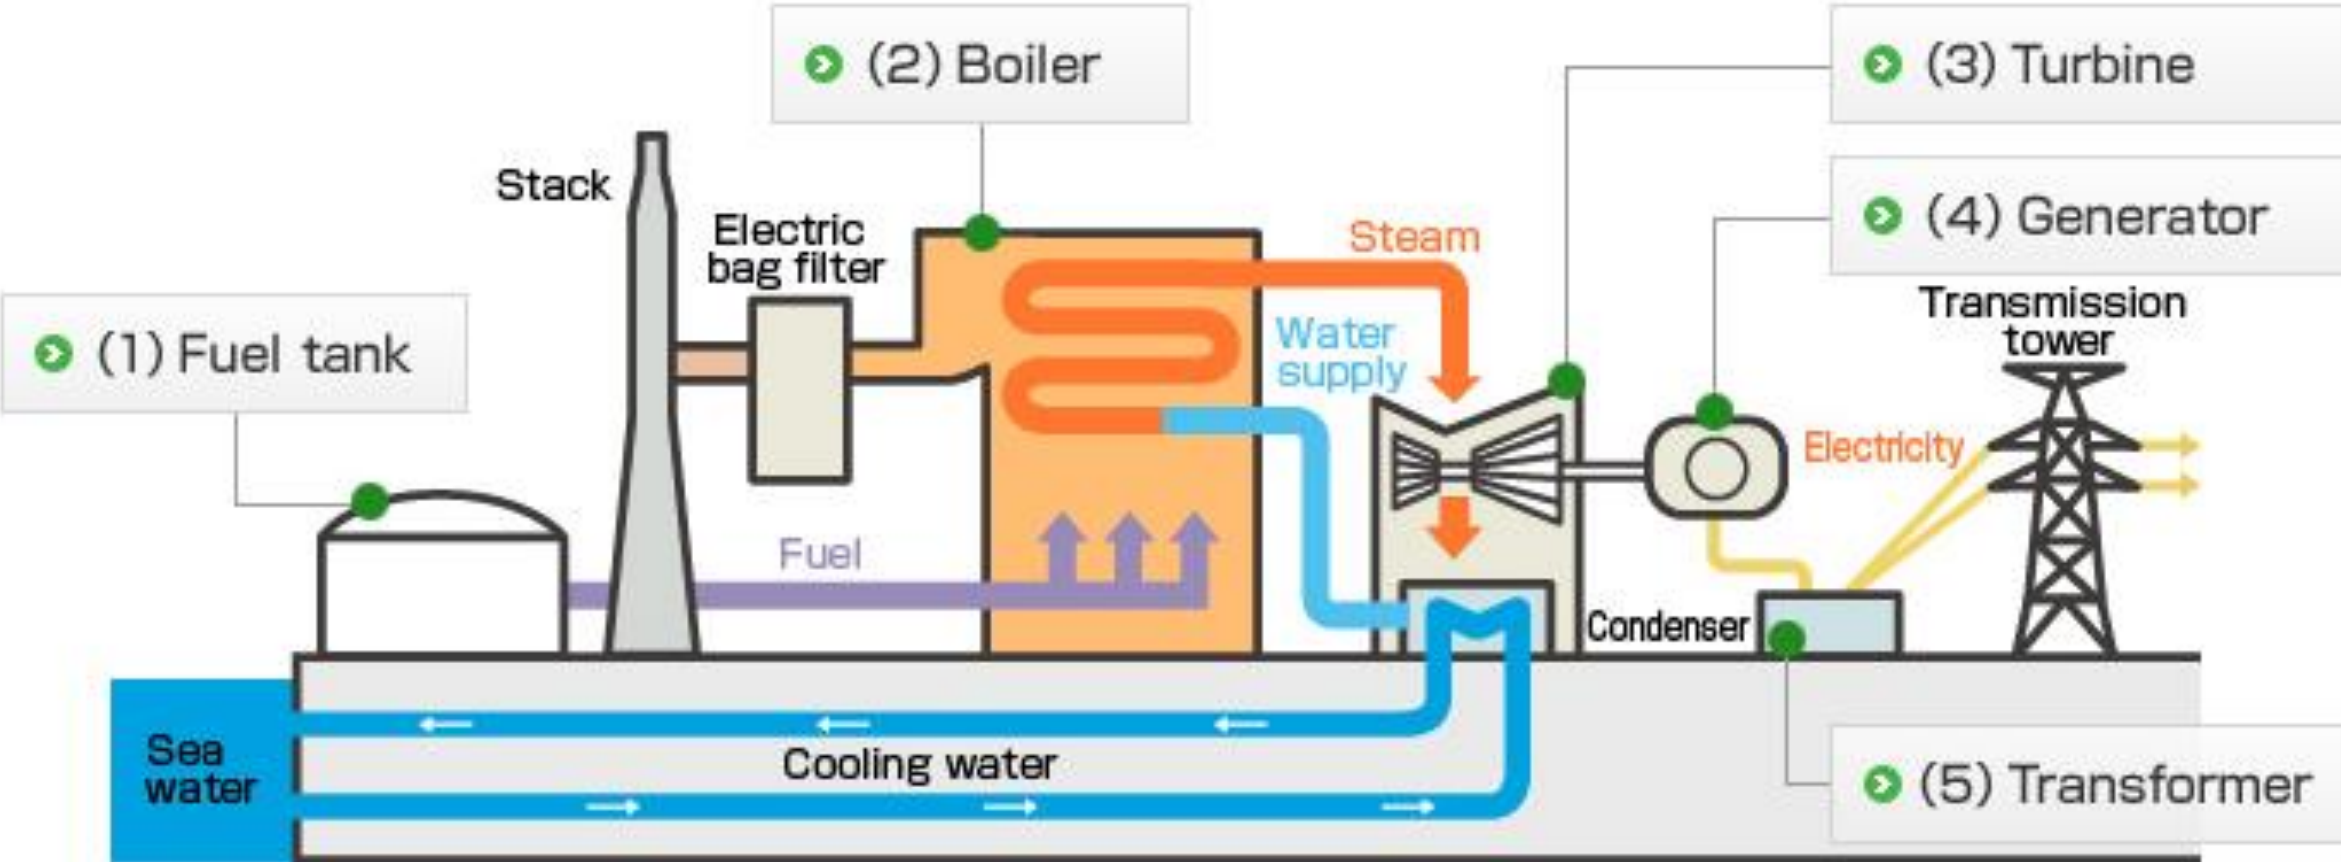 (2) Boiler
(3) Turbine
Stack
Electric
bag filter
Steam
(4) Generator
Transmission
tower
(1) Fuel tank
Water
supply
Electricity
Fuel
Condenser
Sea
water
Cooling water
(5) Transformer